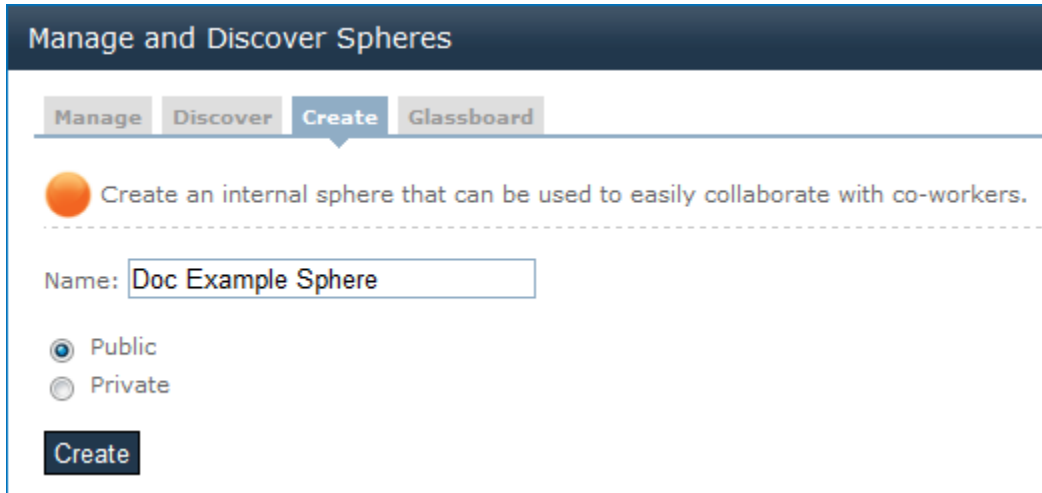 Manage and Discover Spheres
Manage Discover Create Glassboard
Create an internal sphere that can be used to easily collaborate with co-workers.
Name: Doc Example Sphere
Public
Private
Create